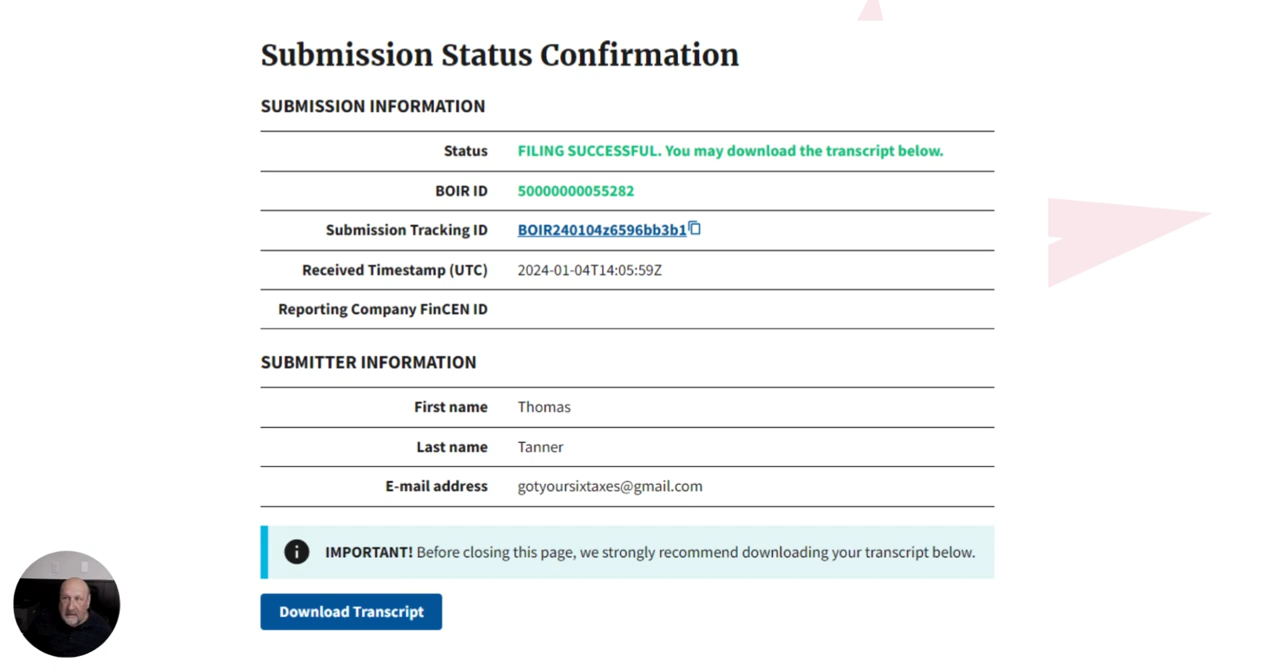 Submission Status Confirmation
SUBMISSION INFORMATION
Status FILING SUCCESSFUL. You may download the transcript below.
BOIR ID 50000000055282
Submission Tracking ID BOIR240104z6596bb3b1
Received Timestamp (UTC) 2024-01-04T14:05:59Z
Reporting Company FinCEN ID
SUBMITTER INFORMATION
First name Thomas
Last name Tanner
E-mail address gotyoursixtaxes@gmail.com
IMPORTANT! Before closing this page, we strongly recommend downloading your transcript below.
Download Transcript